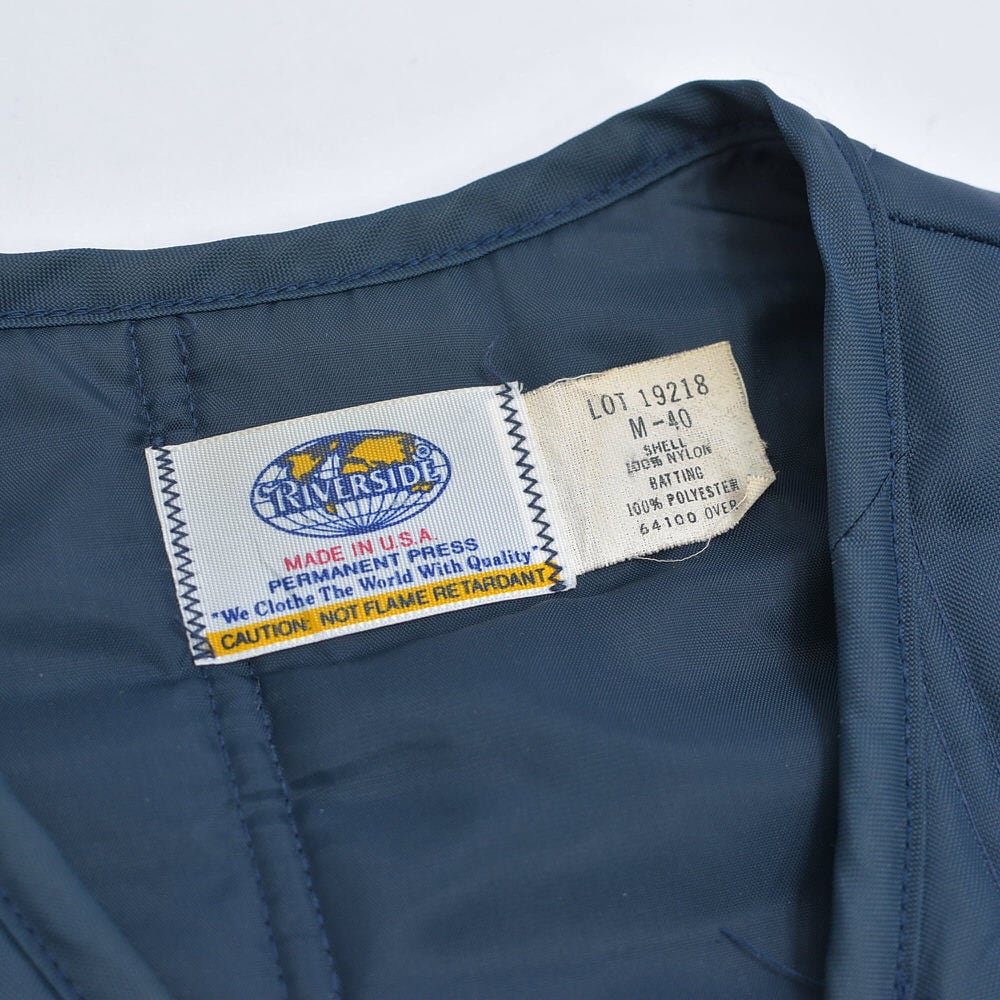 RIVERSIDE®
MADE IN U.S.A.
PERMANENT PRESS
"We Clothe The World With Quality"
CAUTION: NOT FLAME RETARDANT
LOT 19218
M-40
SHELL
100% NYLON
BATTING
100% POLYESTER
64100 OVER